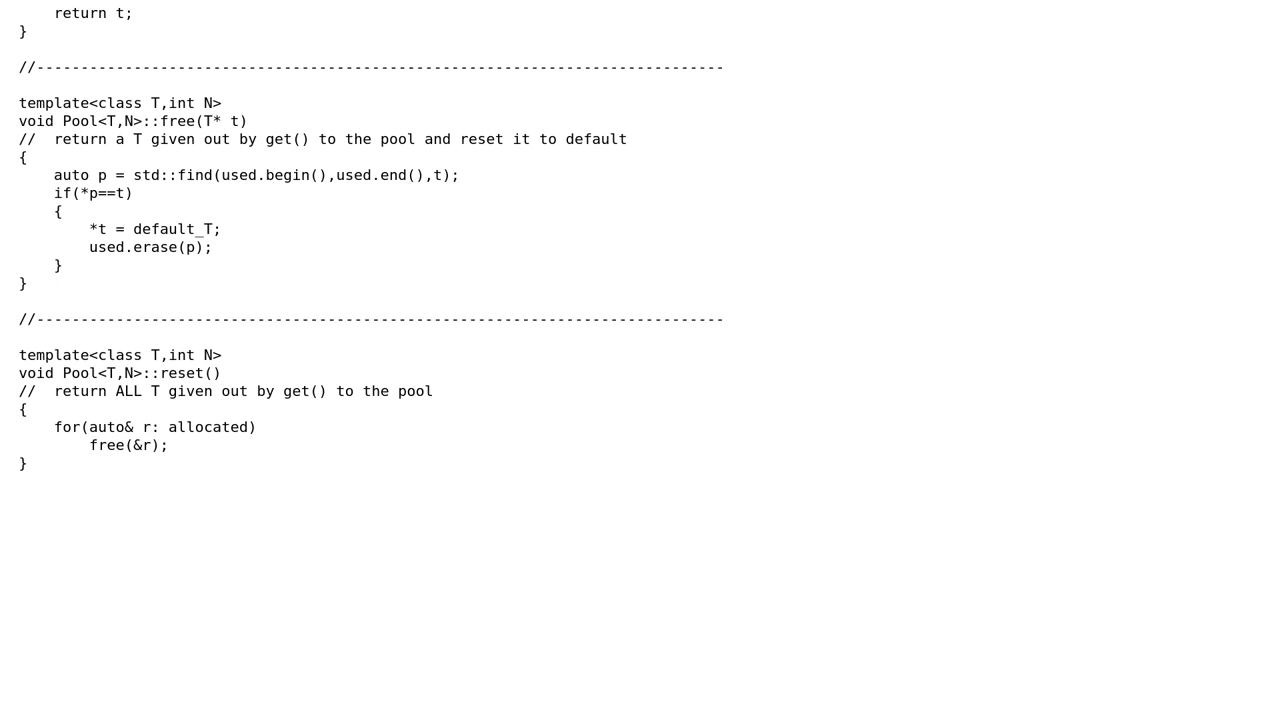 return t;
}
//------------------------------------------------------------------------------
template<class T,int N>
void Pool<T,N>::free(T* t)
//  return a T given out by get() to the pool and reset it to default
{
    auto p = std::find(used.begin(),used.end(),t);
    if(*p==t)
    {
        *t = default_T;
        used.erase(p);
    }
}
//------------------------------------------------------------------------------
template<class T,int N>
void Pool<T,N>::reset()
//  return ALL T given out by get() to the pool
{
    for(auto& r: allocated)
        free(&r);
}